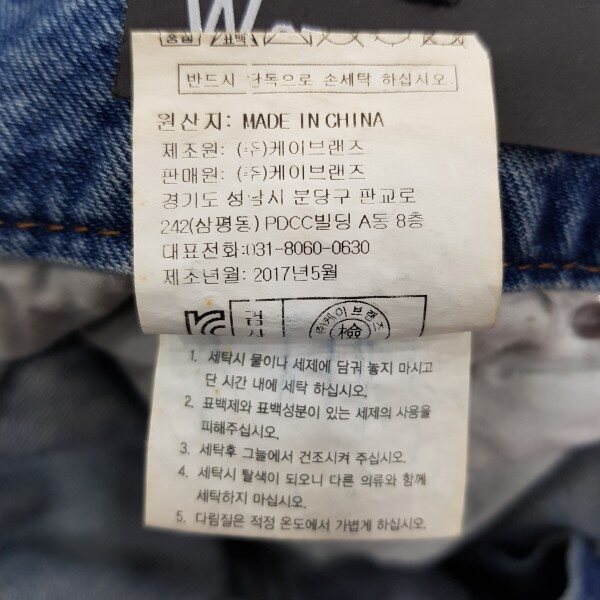 W
표백
반드시 단독으로 손세탁 하십시오.
원산지: MADE IN CHINA
제조원: (주)케이브랜즈
판매원: (주)케이브랜즈
경기도 성남시 분당구 판교로
242(삼평동) PDCC빌딩 A동 8층
대표전화:031-8060-0630
제조년월: 2017년5월
(주)케이브랜즈
檢
1. 세탁시 물이나 세제에 담궈 놓지 마시고
단 시간 내에 세탁 하십시오.
2. 표백제와 표백성분이 있는 세제의 사용을
피해주십시오.
3. 세탁후 그늘에서 건조시켜 주십시오.
4. 세탁시 탈색이 되오니 다른 의류와 함께
세탁하지 마십시오.
5. 다림질은 적정 온도에서 가볍게 하십시오.